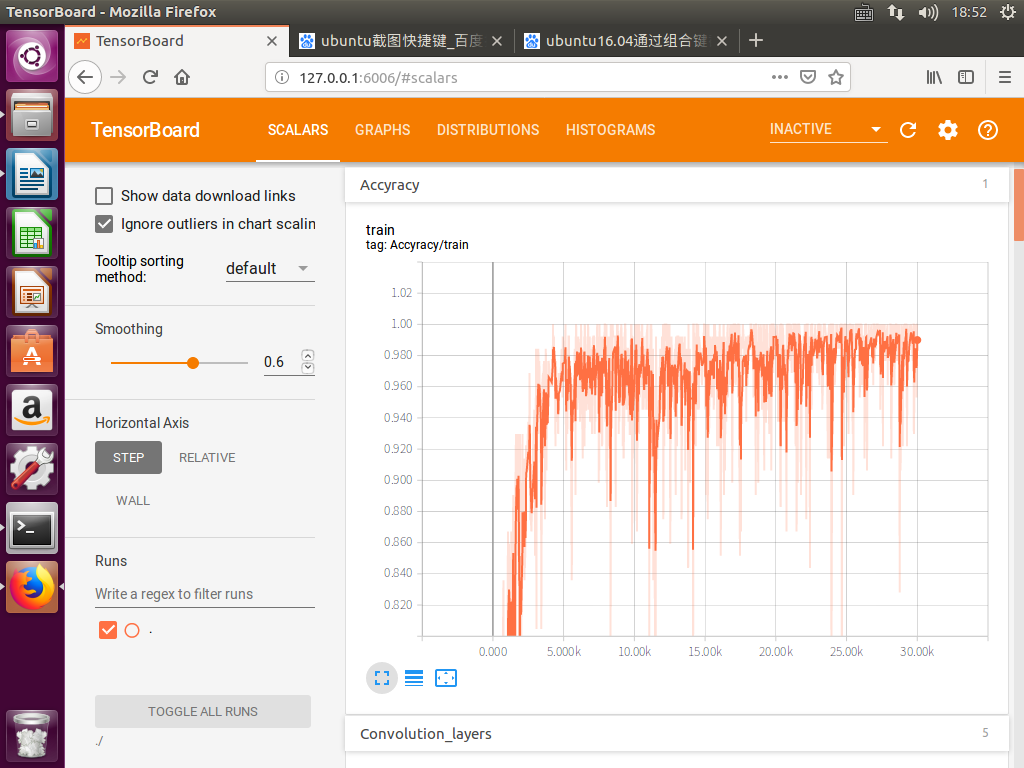 TensorBoard - Mozilla Firefox
18:52
TensorBoard
ubuntu截图快捷键_百度
ubuntu16.04通过组合键
127.0.0.1:6006/#scalars
TensorBoard
SCALARS
GRAPHS
DISTRIBUTIONS
HISTOGRAMS
INACTIVE
Show data download links
Ignore outliers in chart scalin
Tooltip sorting
method:
default
Smoothing
0.6
Horizontal Axis
STEP
RELATIVE
WALL
Runs
Write a regex to filter runs
.
TOGGLE ALL RUNS
./
Accyracy
1
train
tag: Accyracy/train
1.02
1.00
0.980
0.960
0.940
0.920
0.900
0.880
0.860
0.840
0.820
0.000
5.000k
10.00k
15.00k
20.00k
25.00k
30.00k
Convolution_layers
5